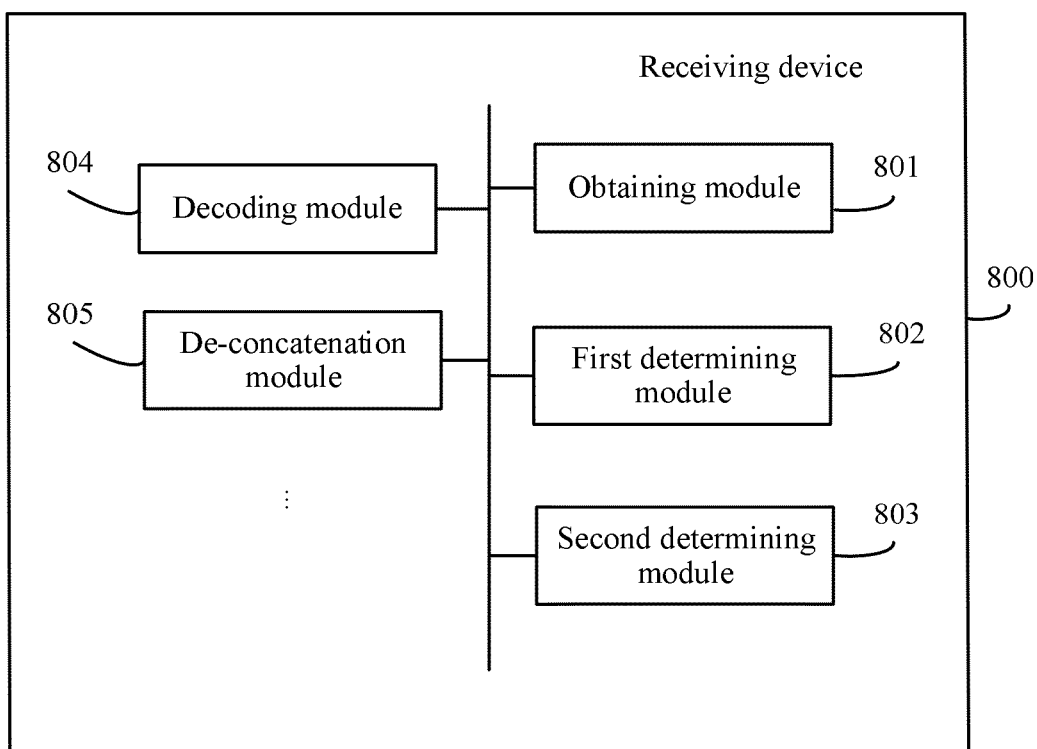 Receiving device
804
Decoding module
Obtaining module
801
800
805
De-concatenation
module
First determining
module
802
Second determining
module
803